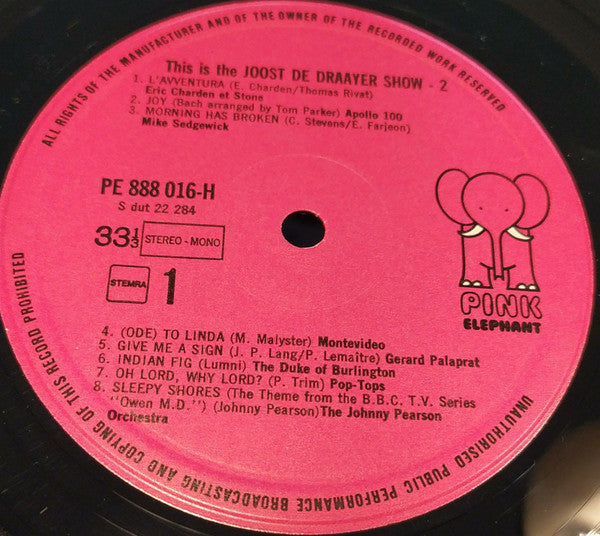 ALL RIGHTS OF THE MANUFACTURER AND OF THE OWNER OF THE RECORDED WORK RESERVED
This is the JOOST DE DRAAYER SHOW - 2
1. L'AVVENTURA (E. Charden/Thomas Rivat)
Eric Charden et Stone
2. JOY (Bach arranged by Tom Parker) Apollo 100
3. MORNING HAS BROKEN (C. Stevens/E. Farjeon)
Mike Sedgewick
PE 888 016-H
S dut 22 284
33⅓ STEREO - MONO
STEMRA 1
PINK
ELEPHANT
4. (ODE) TO LINDA (M. Malyster) Montevideo
5. GIVE ME A SIGN (J. P. Lang/P. Lemaître) Gerard Palaprat
6. INDIAN FIG (Lumni) The Duke of Burlington
7. OH LORD, WHY LORD? (P. Trim) Pop-Tops
8. SLEEPY SHORES (The Theme from the B.B.C. T.V. Series
"Owen M.D.") (Johnny Pearson)The Johnny Pearson
Orchestra
UNAUTHORISED PUBLIC PERFORMANCE BROADCASTING AND COPYING OF THIS RECORD PROHIBITED